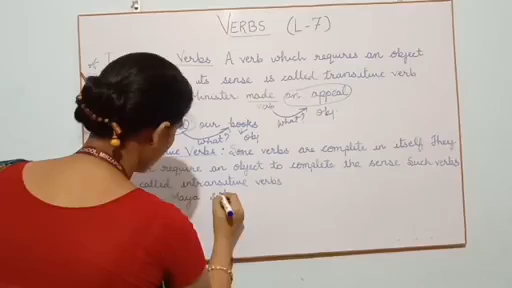 VERBS (L-7)
Verbs A verb which requires an object
its sense is called transitive verb
made an appeal
verb what? obj
our books
what? obj
Verbs : Some verbs are complete in itself They
require an object to complete the sense Such verbs
called intransitive verbs
Maya